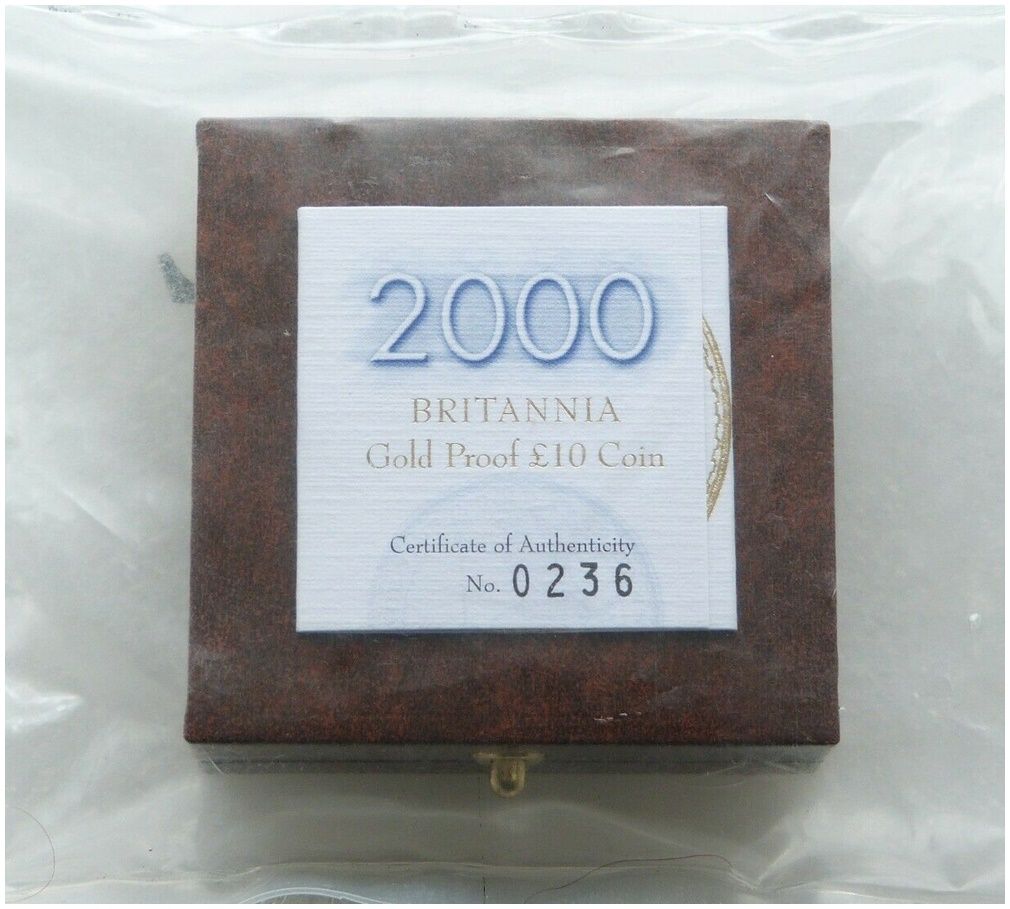 2000
BRITANNIA
Gold Proof £10 Coin
Certificate of Authenticity
No. 0236